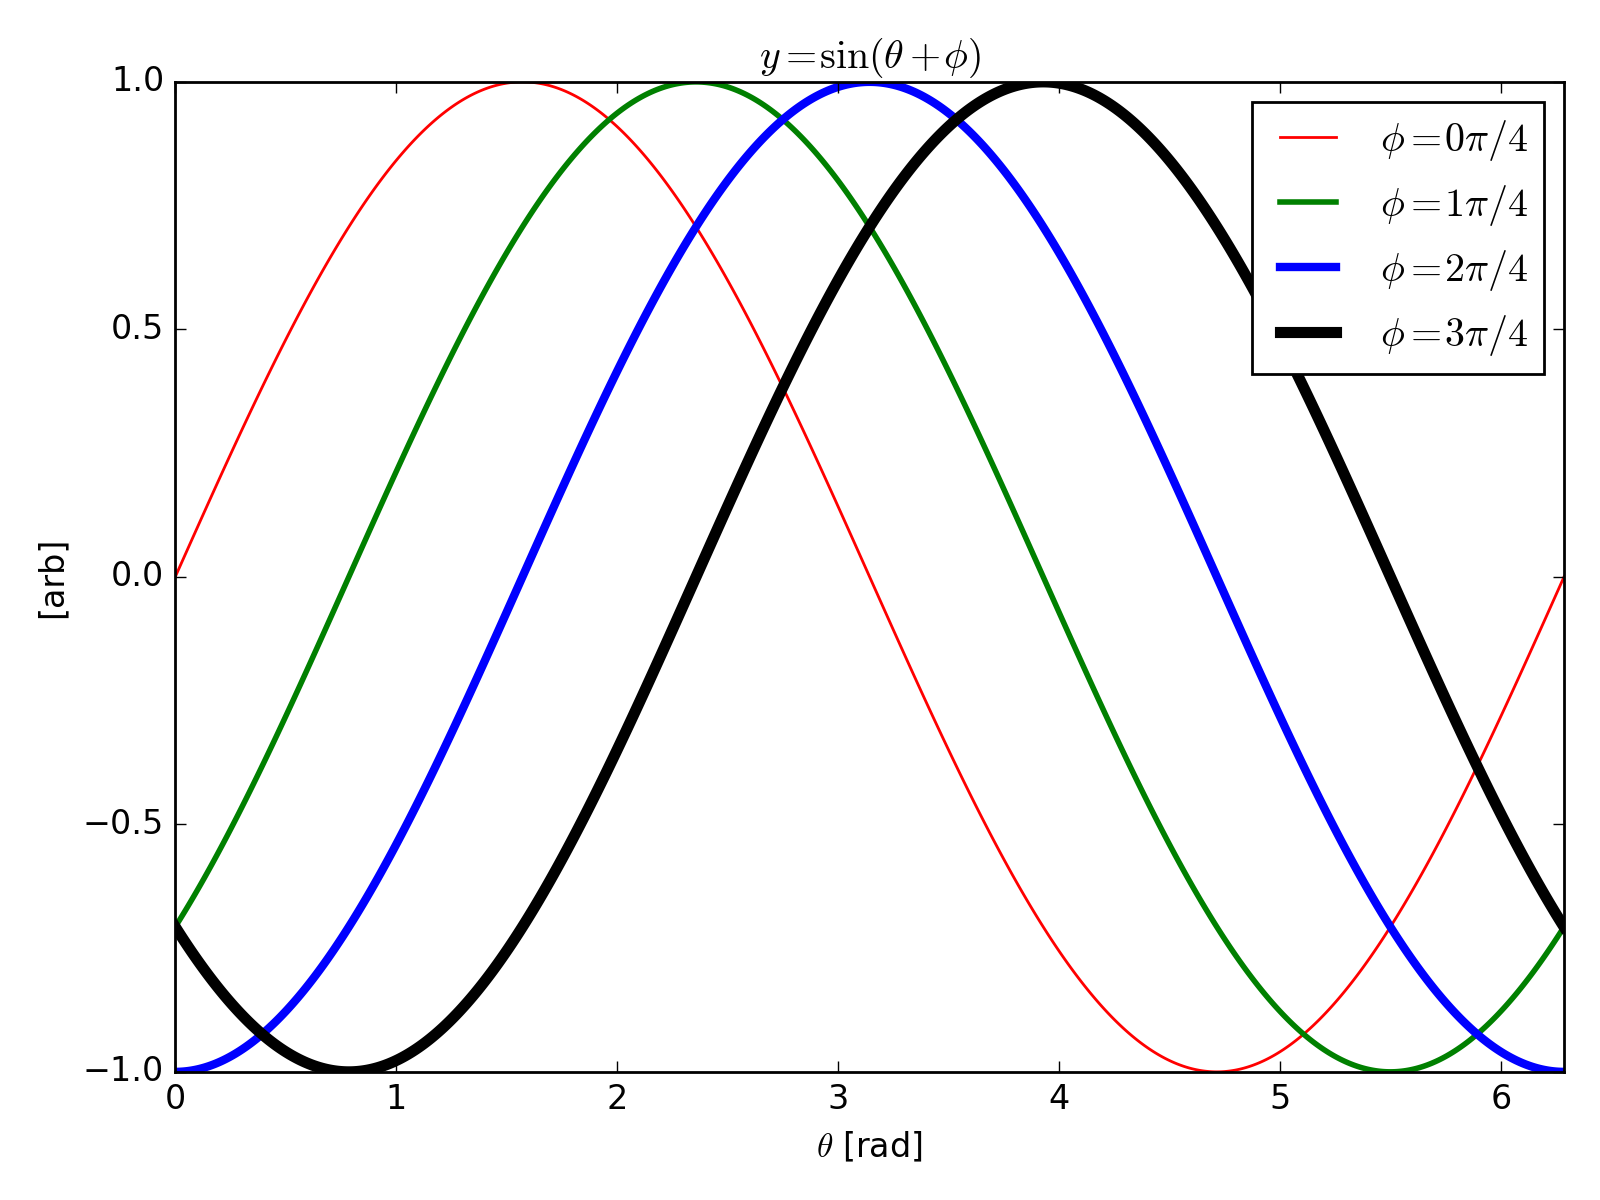 y = sin(θ + ϕ)
1.0
0.5
0.0
−0.5
−1.0
[arb]
ϕ = 0π/4
ϕ = 1π/4
ϕ = 2π/4
ϕ = 3π/4
0 1 2 3 4 5 6
θ [rad]